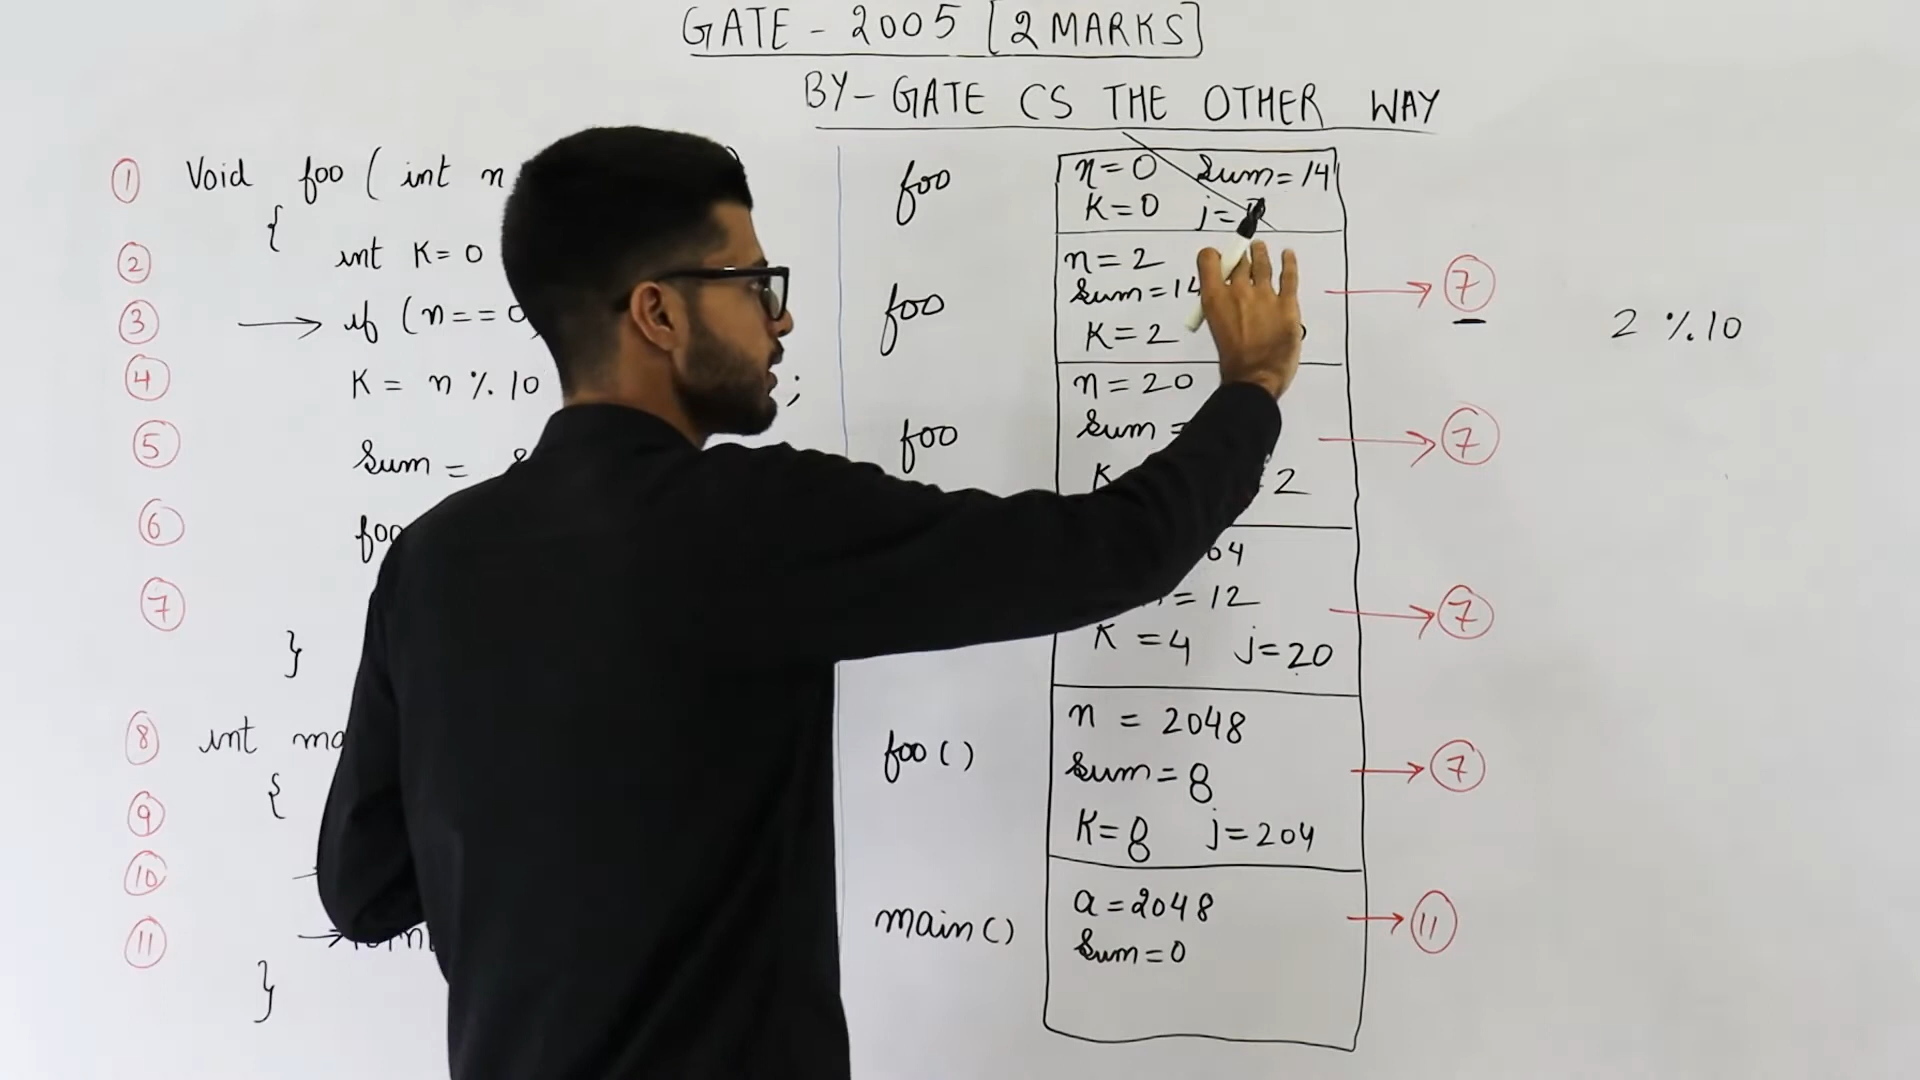 GATE - 2005 [2 MARKS]
BY - GATE CS THE OTHER WAY
1 Void foo ( int n
{
2 int K = 0
3 if (n == 0
4 K = n % 10 ;
5 Sum =
6 foo
7
}
8 int
{
9
10
11
}
foo
n = 0 Sum = 14
K = 0 j =
foo
n = 2
Sum = 14
K = 2
7
foo
n = 20
Sum =
K = 2
7
04
= 12
K = 4 j = 20
7
foo ( )
n = 2048
Sum = 8
K = 8 j = 204
7
main ( )
a = 2048
Sum = 0
11
2 % 10